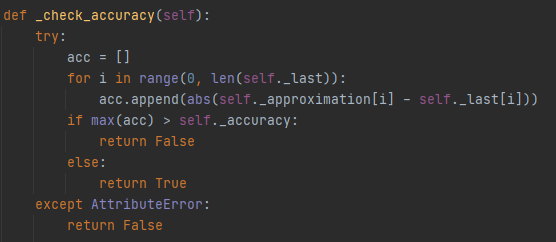 def _check_accuracy(self):
    try:
        acc = []
        for i in range(0, len(self._last)):
            acc.append(abs(self._approximation[i] - self._last[i]))
        if max(acc) > self._accuracy:
            return False
        else:
            return True
    except AttributeError:
        return False